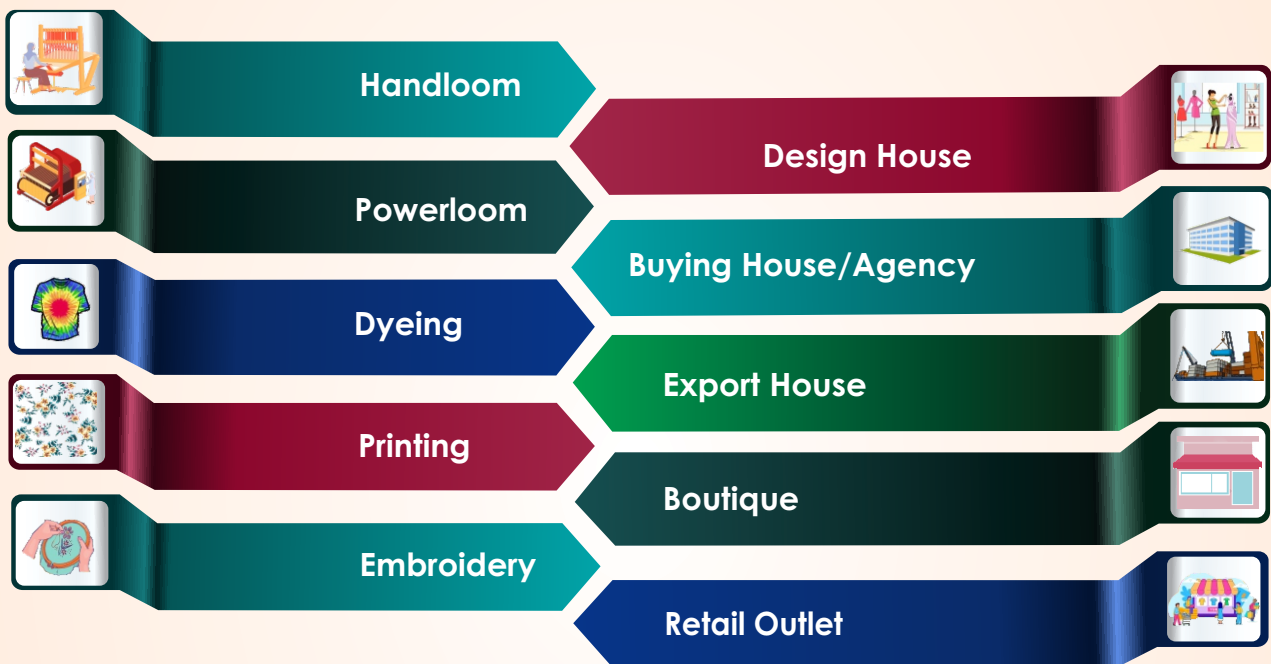 Handloom
Powerloom
Dyeing
Printing
Embroidery
Design House
Buying House/Agency
Export House
Boutique
Retail Outlet